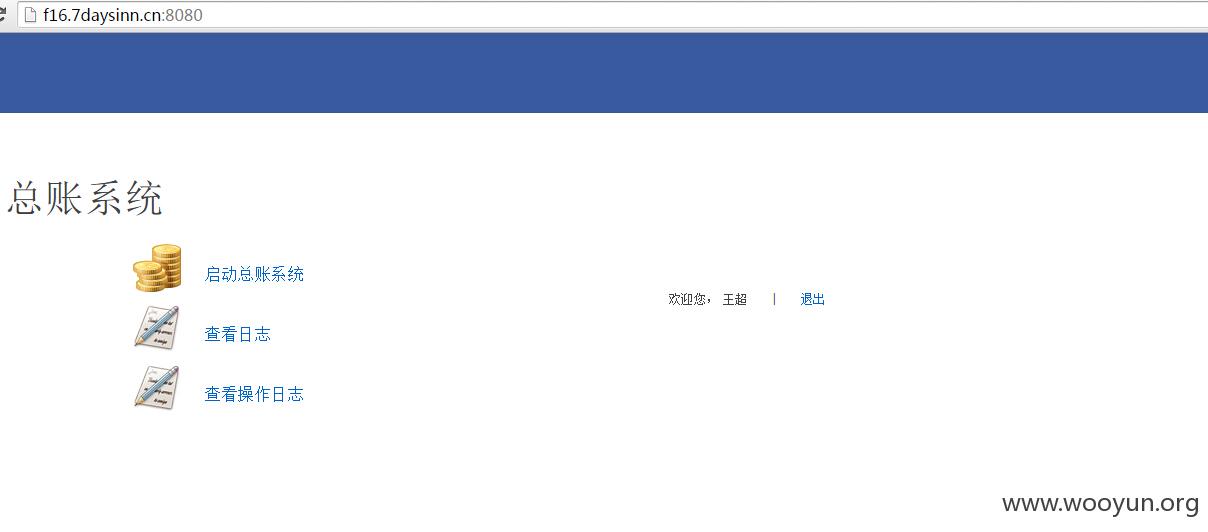 f16.7daysinn.cn:8080
总账系统
启动总账系统
欢迎您， 王超 | 退出
查看日志
查看操作日志
www.wooyun.org